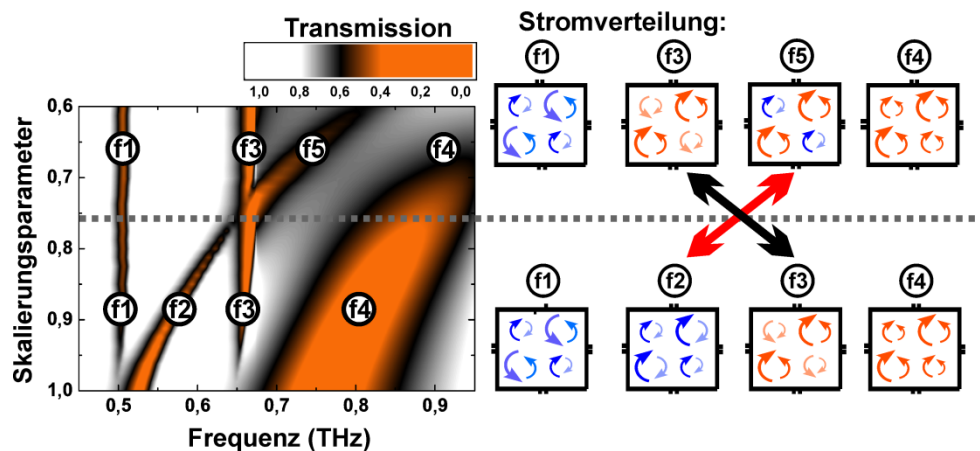 Transmission
1,0 0,8 0,6 0,4 0,2 0,0
Stromverteilung:
f1 f3 f5 f4
Skalierungsparameter
0,6
0,7
0,8
0,9
1,0
f1 f3 f5 f4
f1 f2 f3 f4
0,5 0,6 0,7 0,8 0,9
Frequenz (THz)
f1 f2 f3 f4